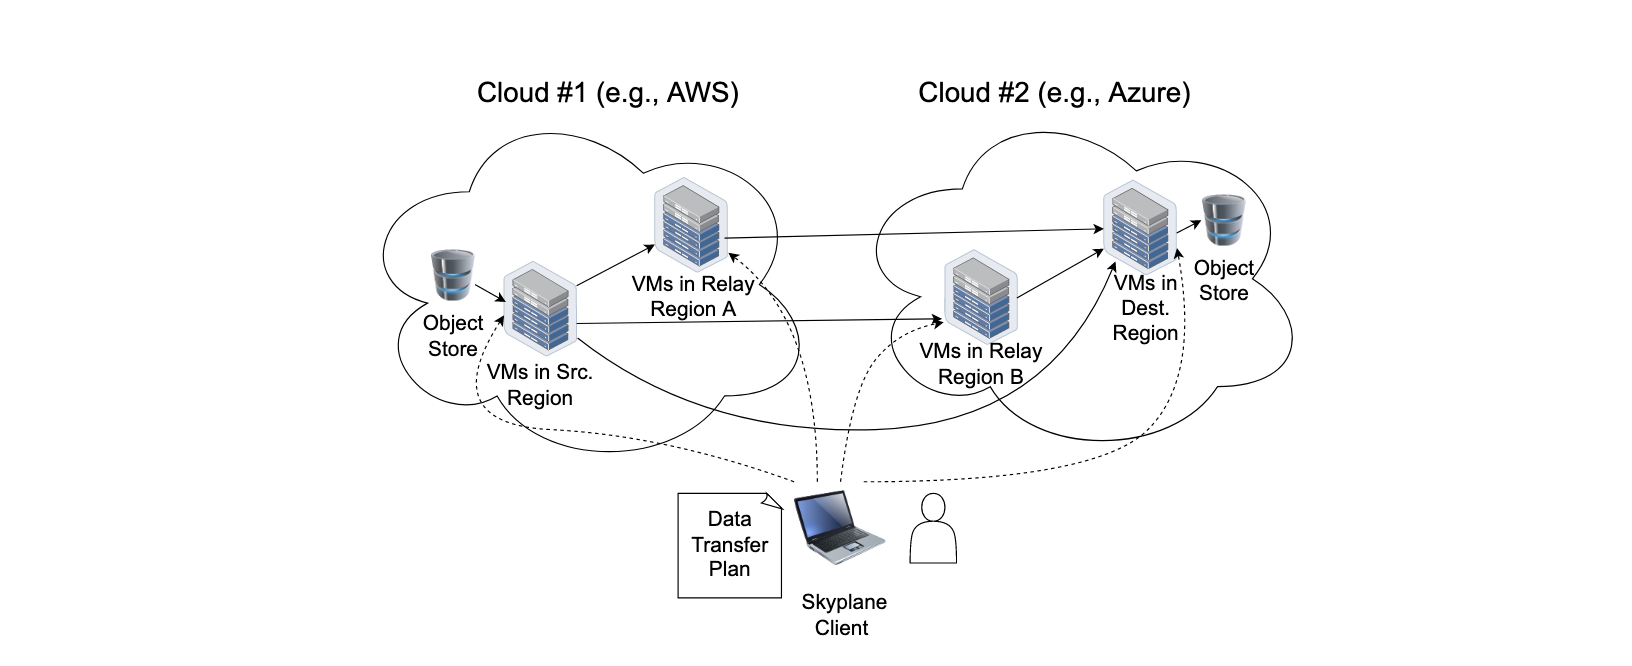 Cloud #1 (e.g., AWS)
Cloud #2 (e.g., Azure)
Object
Store
VMs in Src.
Region
VMs in Relay
Region A
VMs in Relay
Region B
VMs in
Dest.
Region
Object
Store
Data
Transfer
Plan
Skyplane
Client